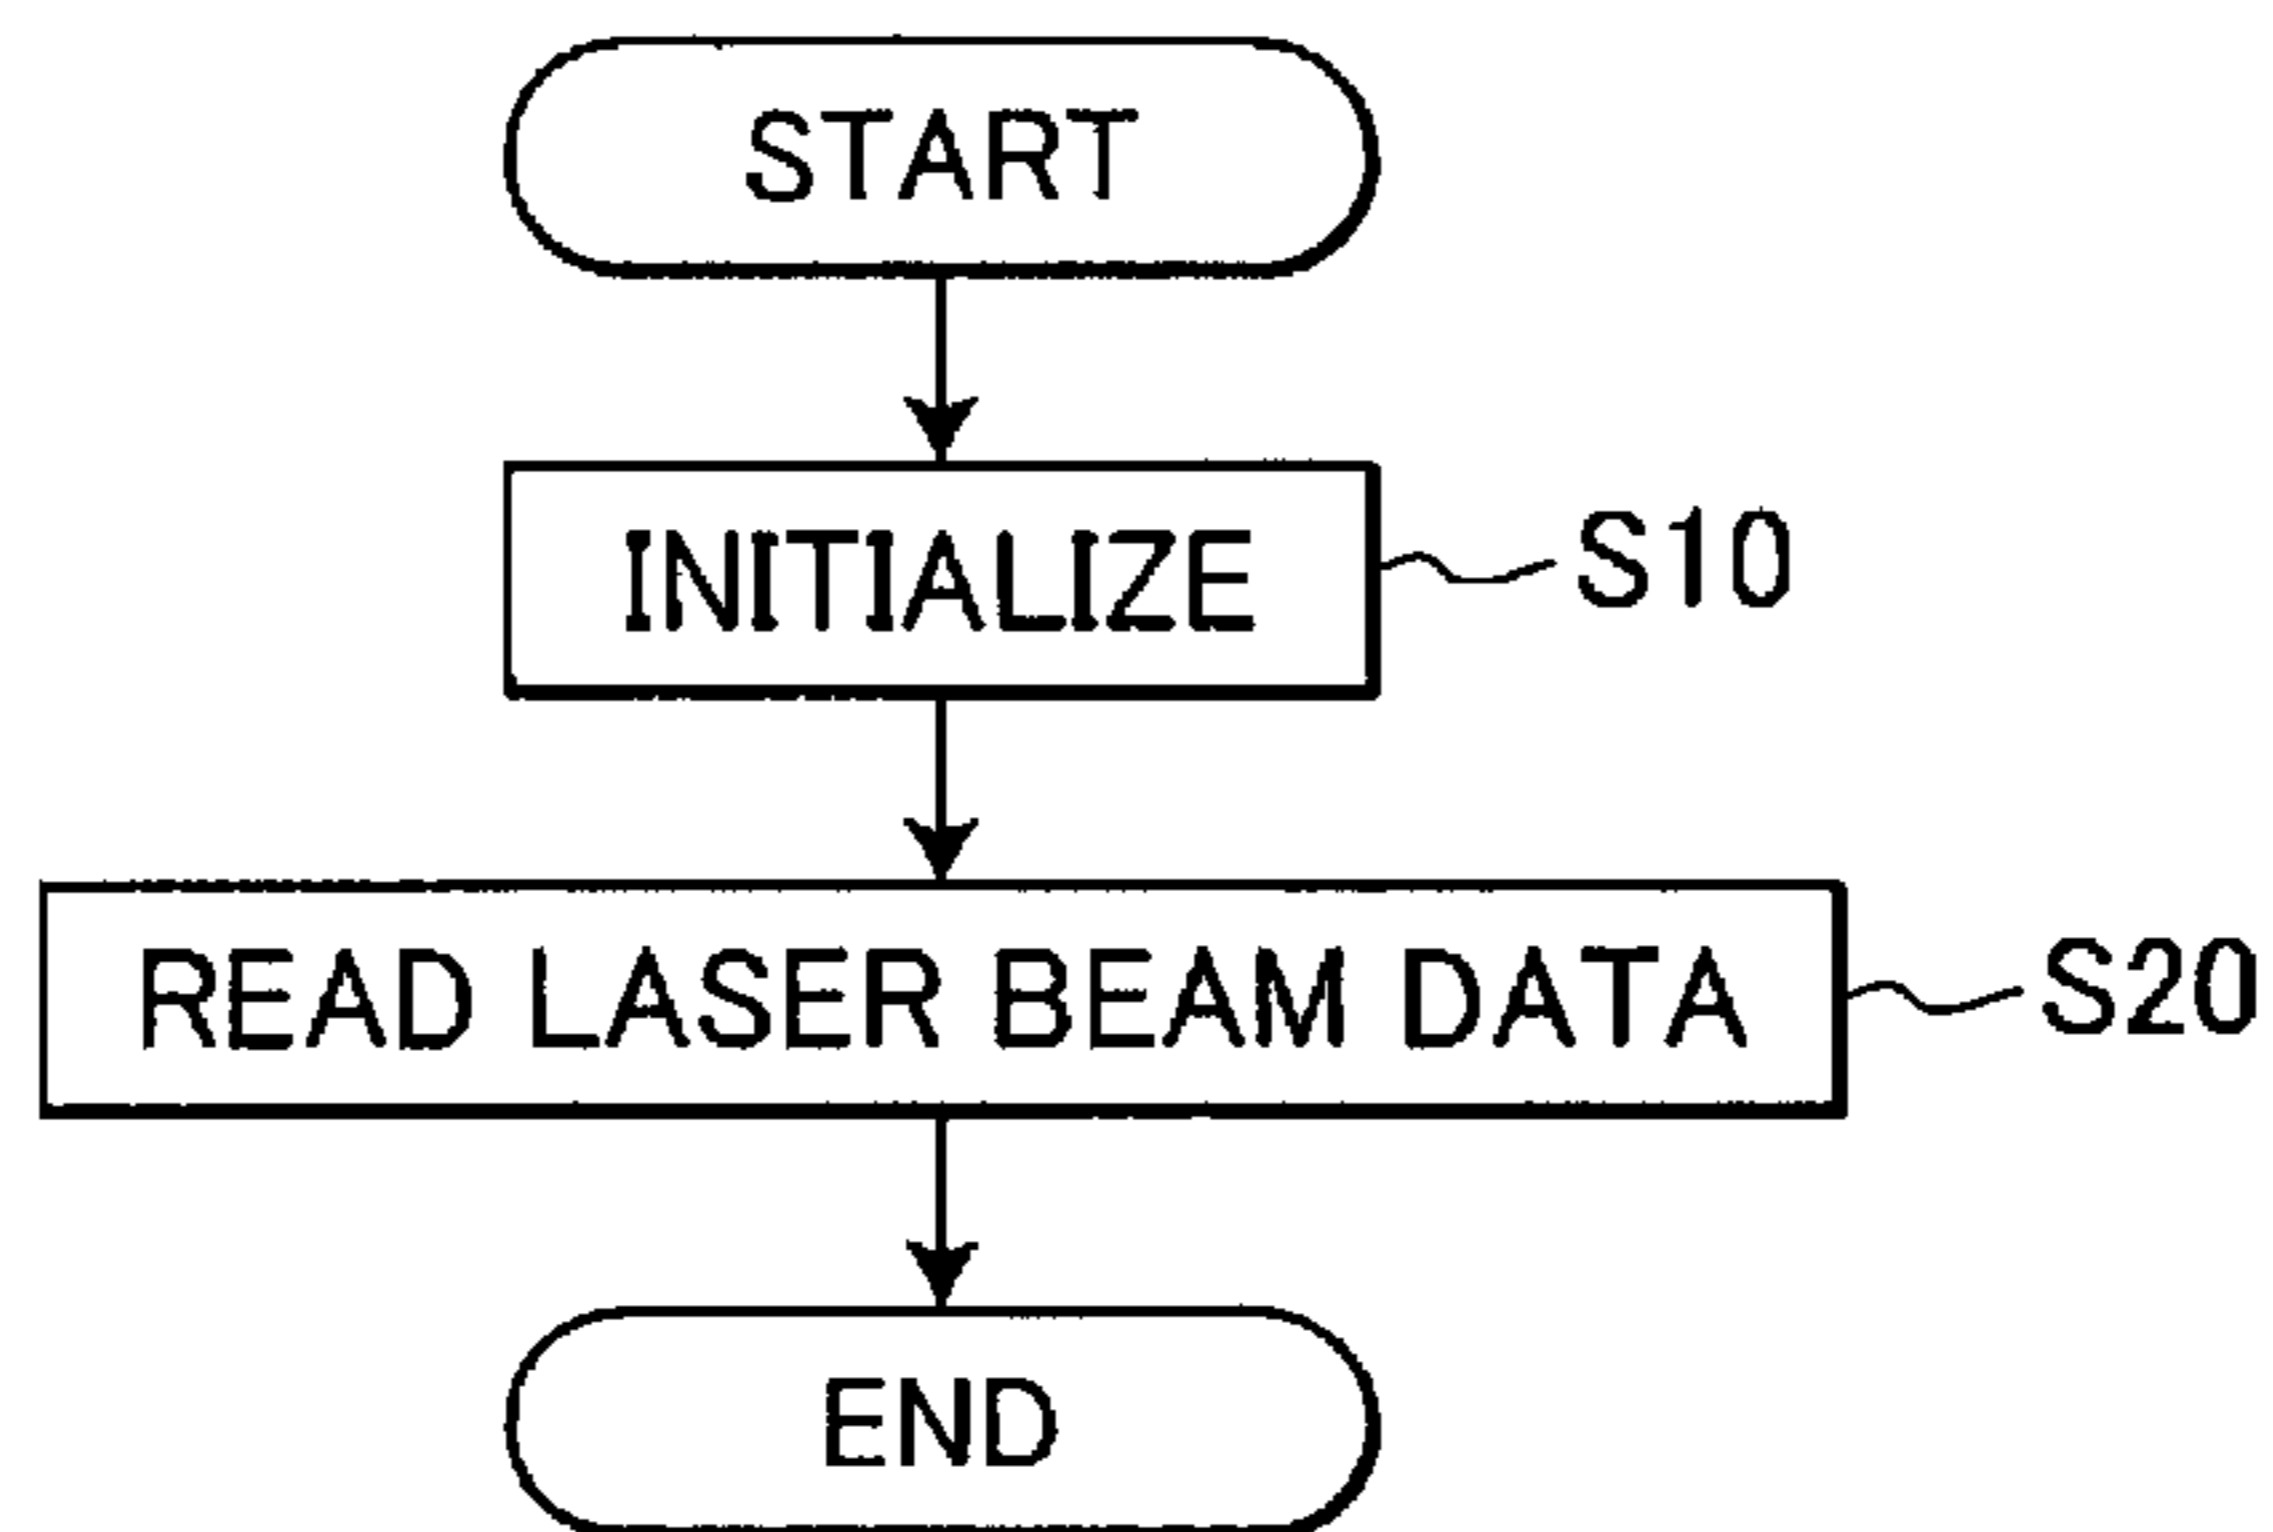 START
INITIALIZE
S10
READ LASER BEAM DATA
S20
END